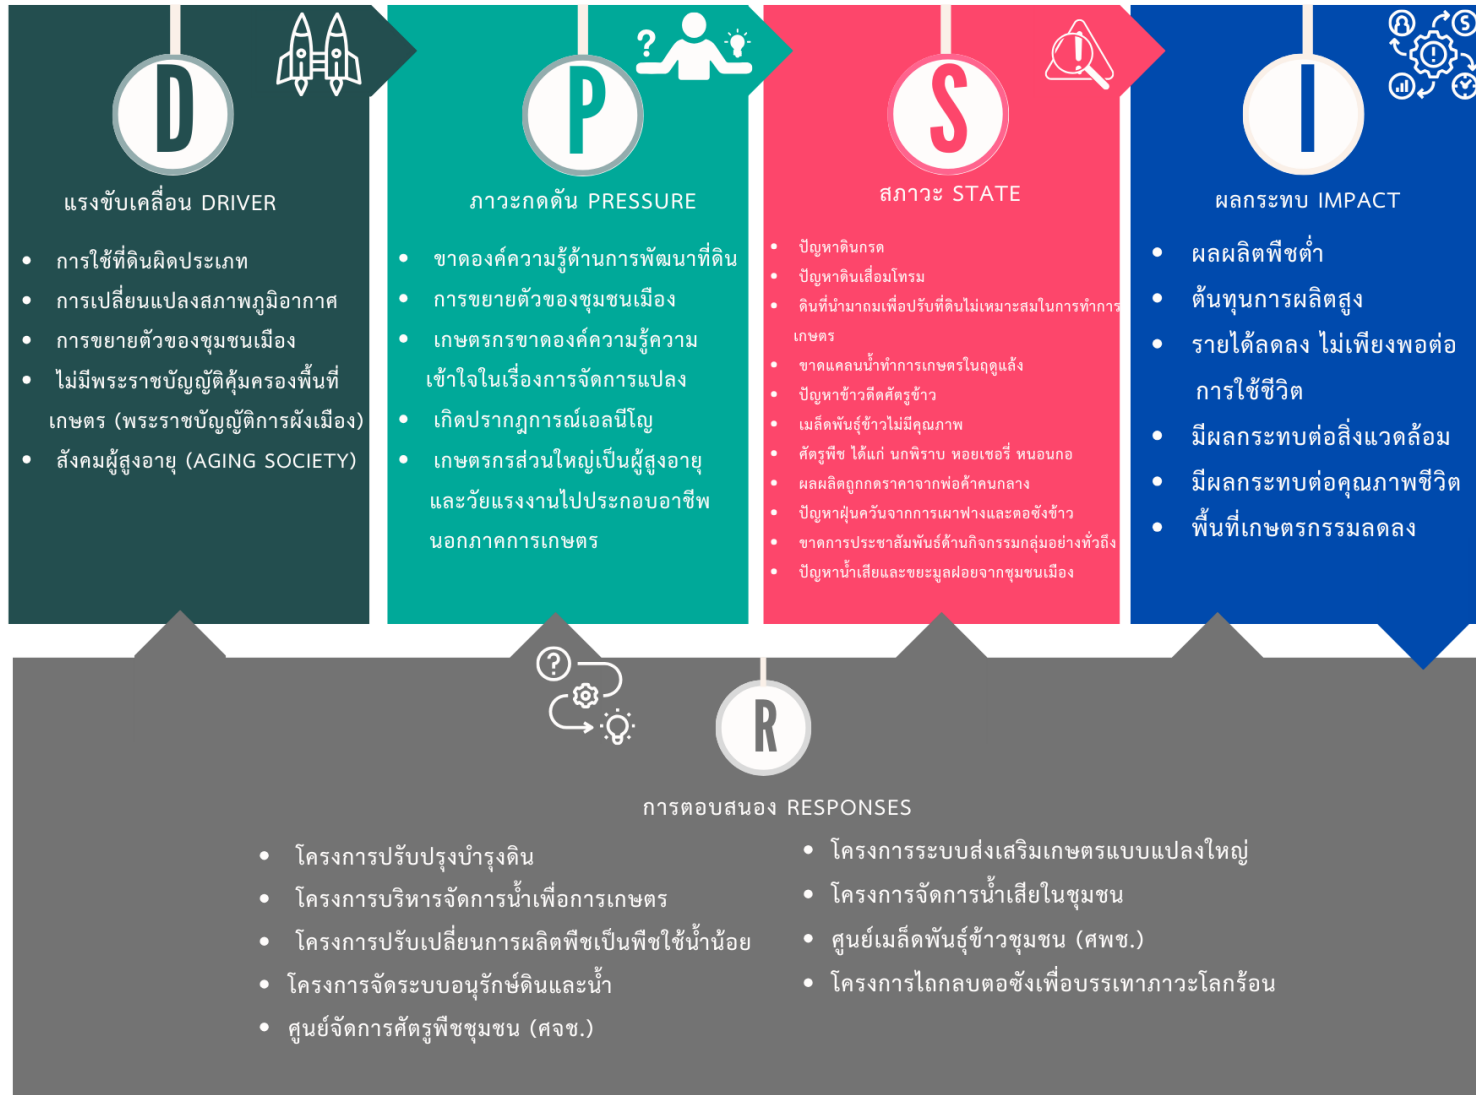 D
แรงขับเคลื่อน DRIVER
การใช้ที่ดินผิดประเภท
การเปลี่ยนแปลงสภาพภูมิอากาศ
การขยายตัวของชุมชนเมือง
ไม่มีพระราชบัญญัติคุ้มครองพื้นที่
เกษตร (พระราชบัญญัติการผังเมือง)
สังคมผู้สูงอายุ (AGING SOCIETY)
P
ภาวะกดดัน PRESSURE
ขาดองค์ความรู้ด้านการพัฒนาที่ดิน
การขยายตัวของชุมชนเมือง
เกษตรกรขาดองค์ความรู้ความ
เข้าใจในเรื่องการจัดการแปลง
เกิดปรากฎการณ์เอลนีโญ
เกษตรกรส่วนใหญ่เป็นผู้สูงอายุ
และวัยแรงงานไปประกอบอาชีพ
นอกภาคการเกษตร
S
สภาวะ STATE
ปัญหาดินกรด
ปัญหาดินเสื่อมโทรม
ดินที่นำมาถมเพื่อปรับที่ดินไม่เหมาะสมในการทำการ
เกษตร
ขาดแคลนน้ำทำการเกษตรในฤดูแล้ง
ปัญหาข้าวดีดศัตรูข้าว
เมล็ดพันธุ์ข้าวไม่มีคุณภาพ
ศัตรูพืช ได้แก่ นกพิราบ หอยเชอรี่ หนอนกอ
ผลผลิตถูกกดราคาจากพ่อค้าคนกลาง
ปัญหาฝุ่นควันจากการเผาฟางและตอซังข้าว
ขาดการประชาสัมพันธ์ด้านกิจกรรมกลุ่มอย่างทั่วถึง
ปัญหาน้ำเสียและขยะมูลฝอยจากชุมชนเมือง
I
ผลกระทบ IMPACT
ผลผลิตพืชต่ำ
ต้นทุนการผลิตสูง
รายได้ลดลง ไม่เพียงพอต่อ
การใช้ชีวิต
มีผลกระทบต่อสิ่งแวดล้อม
มีผลกระทบต่อคุณภาพชีวิต
พื้นที่เกษตรกรรมลดลง
R
การตอบสนอง RESPONSES
โครงการปรับปรุงบำรุงดิน
โครงการบริหารจัดการน้ำเพื่อการเกษตร
โครงการปรับเปลี่ยนการผลิตพืชเป็นพืชใช้น้ำน้อย
โครงการจัดระบบอนุรักษ์ดินและน้ำ
ศูนย์จัดการศัตรูพืชชุมชน (ศจช.)
โครงการระบบส่งเสริมเกษตรแบบแปลงใหญ่
โครงการจัดการน้ำเสียในชุมชน
ศูนย์เมล็ดพันธุ์ข้าวชุมชน (ศพช.)
โครงการไถกลบตอซังเพื่อบรรเทาภาวะโลกร้อน